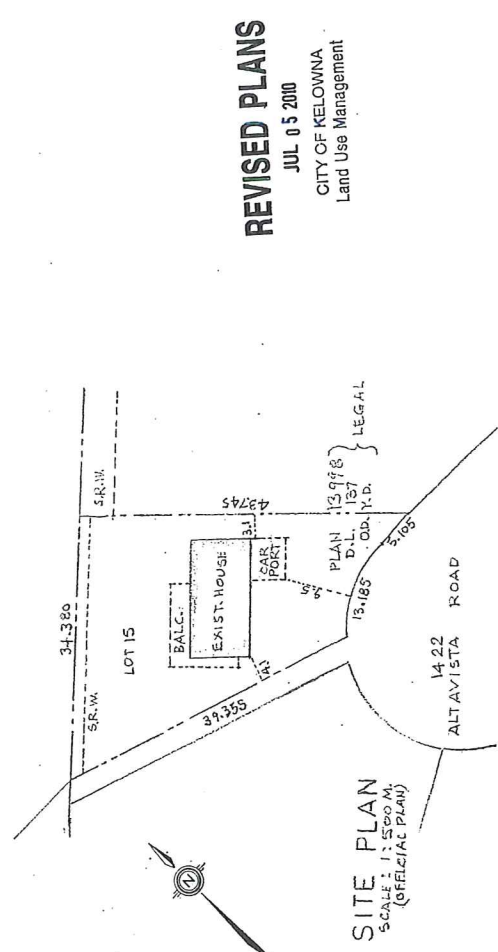 REVISED PLANS
JUL 05 2010
CITY OF KELOWNA
Land Use Management
34.380
S.R.W.
S.R.W.
LOT 15
BALC.
EXIST. HOUSE
CAR
PORT
43.745
3.1
4.1
9.5
39.355
13.185
5.105
PLAN 13998
D.L. 137
O.D. Y.D.
LEGAL
1422
ALTAVISTA ROAD
N
SITE PLAN
SCALE : 1 : 500 M.
(OFFICIAL PLAN)